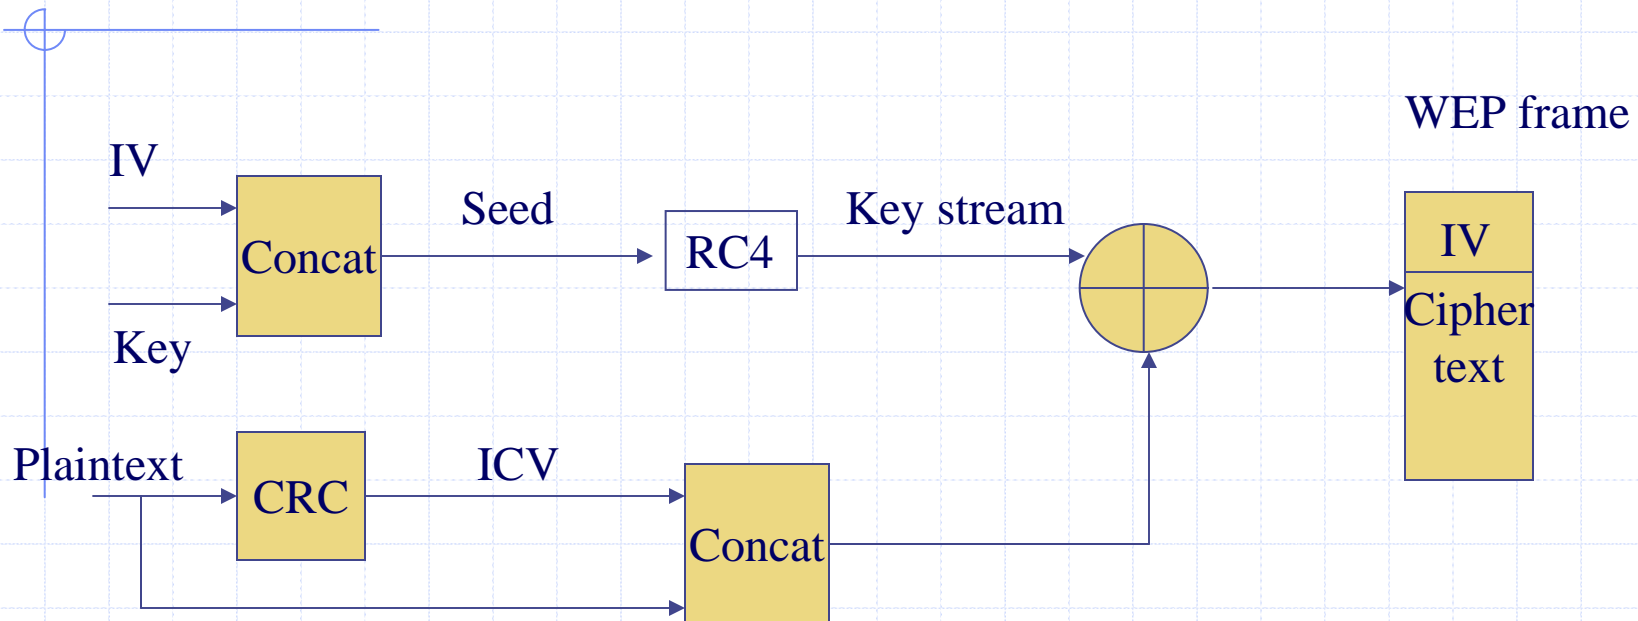 WEP frame
IV
Seed
Key stream
RC4
IV
Concat
Cipher
text
Key
Plaintext
ICV
CRC
Concat